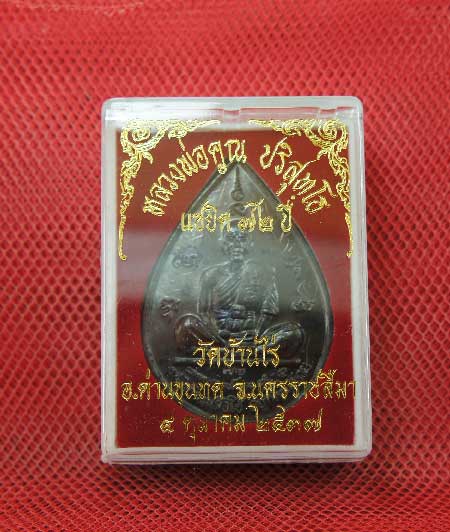 หลวงพ่อคูณ ปริสุทฺโธ
แซยิด ๗๒ ปี
วัดบ้านไร่
อ.ด่านขุนทด จ.นครราชสีมา
๕ ตุลาคม ๒๕๓๗